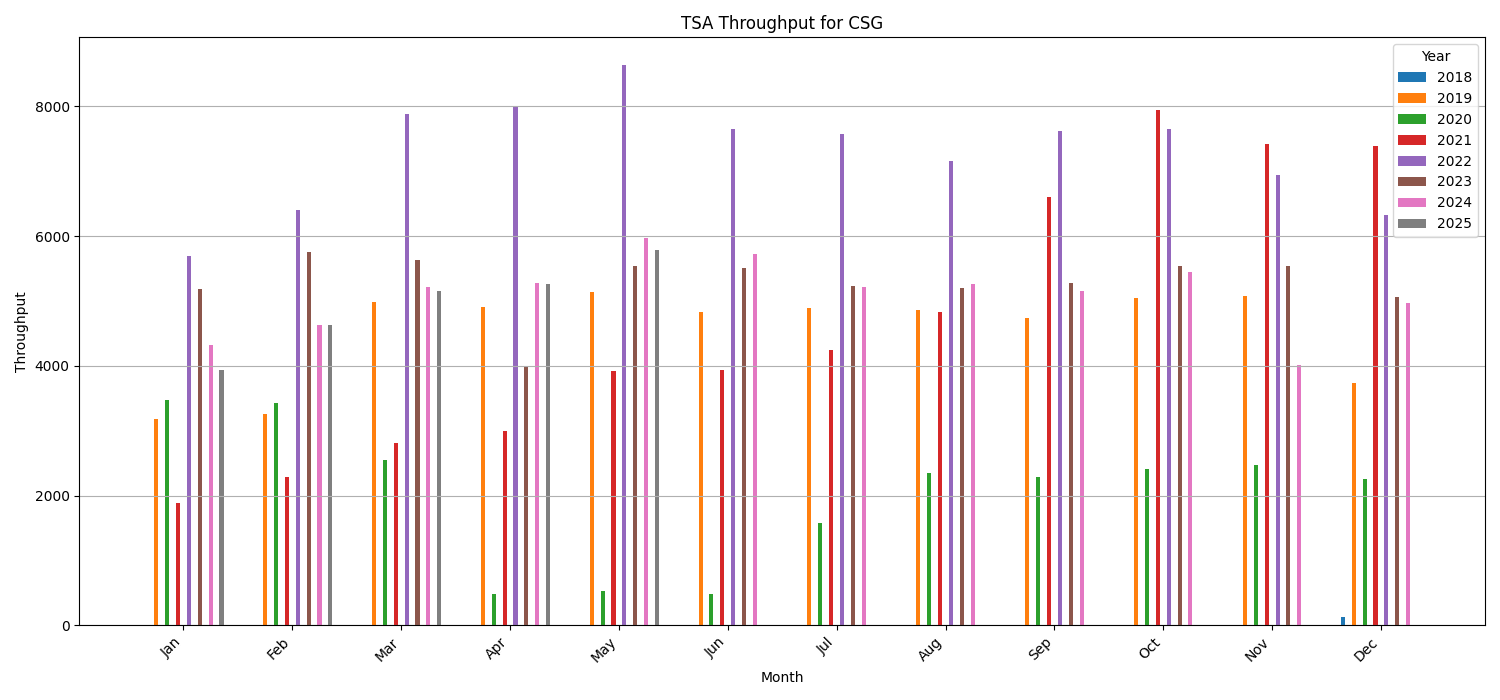 TSA Throughput for CSG
Year
2018
2019
2020
2021
2022
2023
2024
2025
Throughput
8000
6000
4000
2000
0
Jan
Feb
Mar
Apr
May
Jun
Jul
Aug
Sep
Oct
Nov
Dec
Month